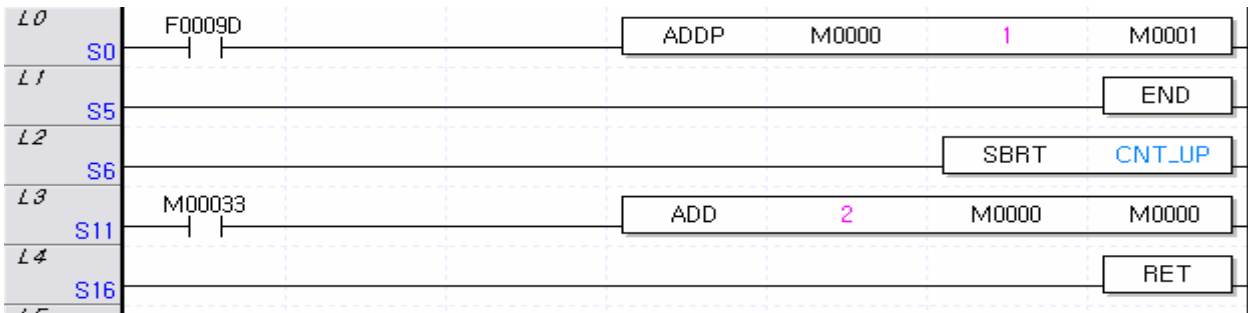 L0 F0009D
S0 ADDP M0000 1 M0001
L1
S5 END
L2
S6 SBRT CNT_UP
L3 M00033
S11 ADD 2 M0000 M0000
L4
S16 RET